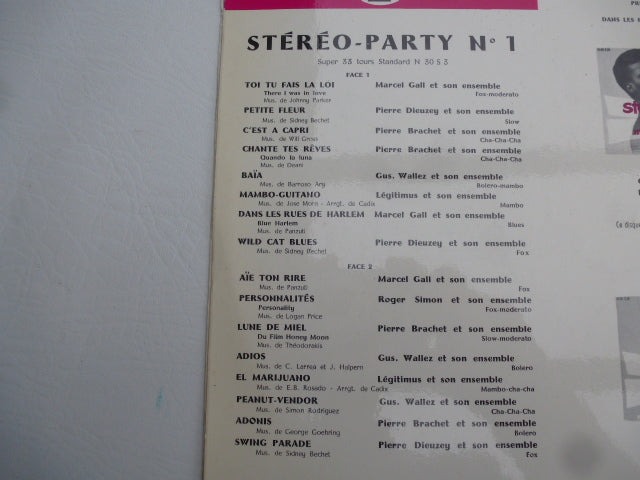 DANS LES
STÉRÉO-PARTY N° 1
Super 33 tours Standard N 30 S 3
FACE 1
TOI TU FAIS LA LOI Marcel Gall et son ensemble
There I was in love Fox-moderato
Mus. de Johnny Parker
PETITE FLEUR Pierre Dieuzey et son ensemble
Mus. de Sidney Bechet Slow
C'EST A CAPRI Pierre Brachet et son ensemble
Mus. de Will Cha-Cha-Cha
CHANTE TES RÊVES Pierre Brachet et son ensemble
Quando la luna Cha-Cha-Cha
Mus. de Deani
BAÏA Gus. Wallez et son ensemble
Mus. de Barroso Ary Bolero-mambo
MAMBO-GUITANO Légitimus et son ensemble
Mus. de Jose Morn - Arrgt. de Cadix Mambo
DANS LES RUES DE HARLEM Marcel Gall et son ensemble
Blue Harlem Blues
Mus. de Panzuti
WILD CAT BLUES Pierre Dieuzey et son ensemble
Mus. de Sidney Bechet Fox
FACE 2
AÏE TON RIRE Marcel Gall et son ensemble
Mus. de Panzuti Fox
PERSONNALITÉS Roger Simon et son ensemble
Personality Fox-moderato
Mus. de Logan Price
LUNE DE MIEL Pierre Brachet et son ensemble
Du Film Honey Moon Slow-moderato
Mus. de Théodorakis
ADIOS Gus. Wallez et son ensemble
Mus. de C. Larrea et J. Halpern Bolero
EL MARIJUANO Légitimus et son ensemble
Mus. de E.B. Rosado - Arrgt. de Cadix Mambo-cha-cha
PEANUT-VENDOR Gus. Wallez et son ensemble
Mus. de Simon Rodriguez Cha-Cha-Cha
ADONIS Pierre Brachet et son ensemble
Mus. de George Goehring Bolero
SWING PARADE Pierre Dieuzey et son ensemble
Mus. de Sidney Bechet Fox
Ce disque